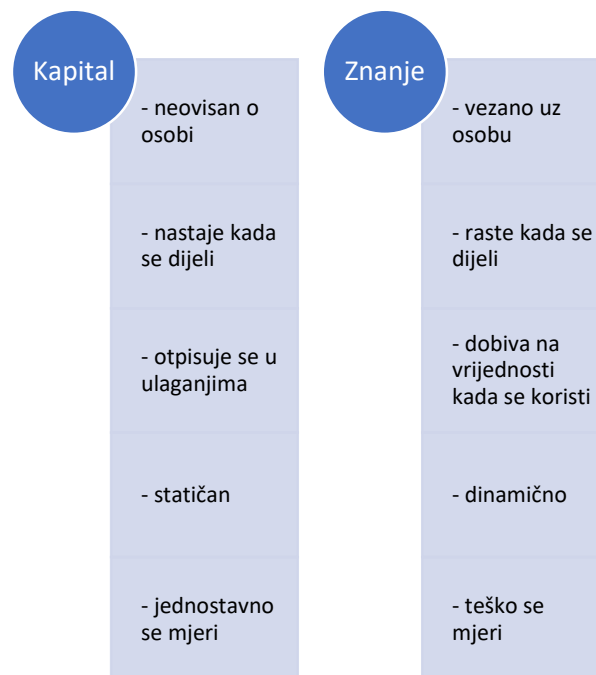 Kapital
- neovisan o
osobi
- nastaje kada
se dijeli
- otpisuje se u
ulaganjima
- statičan
- jednostavno
se mjeri
Znanje
- vezano uz
osobu
- raste kada se
dijeli
- dobiva na
vrijednosti
kada se koristi
- dinamično
- teško se
mjeri